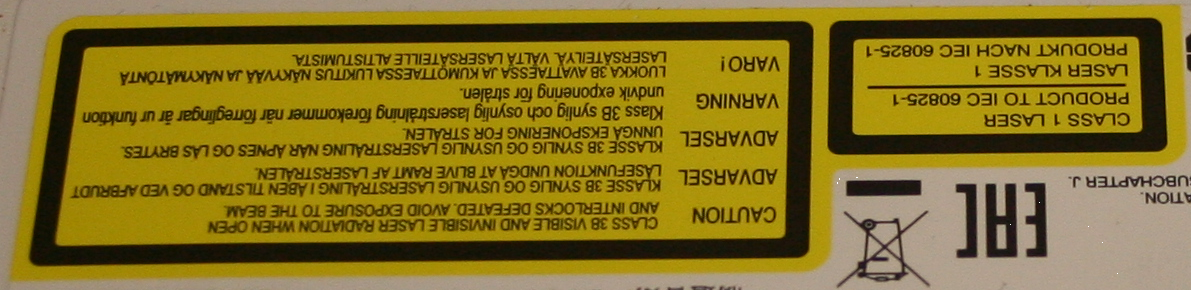 ATION.
UBCHAPTER J.
EAC
CLASS 1 LASER
PRODUCT TO IEC 60825-1
LASER KLASSE 1
PRODUKT NACH IEC 60825-1
CAUTION CLASS 3B VISIBLE AND INVISIBLE LASER RADIATION WHEN OPEN
AND INTERLOCKS DEFEATED. AVOID EXPOSURE TO THE BEAM.
ADVARSEL KLASSE 3B SYNLIG OG USYNLIG LASERSTRÅLING I ÅBEN TILSTAND OG VED AFBRUDT
LÅSEFUNKTION UNDGÅ AT BLIVE RAMT AF LASERSTRÅLEN.
ADVARSEL KLASSE 3B SYNLIG OG USYNLIG LASERSTRÅLING NÅR ÅPNES OG LÅS BRYTES.
UNNGÅ EKSPONERING FOR STRÅLEN.
VARNING Klass 3B synlig och osynlig laserstrålning förekommer när förreglingar är ur funktion
undvik exponering för strålen.
VARO! LUOKKA 3B AVATTAESSA JA KUMOTTAESSA LUKITUS NÄKYVÄÄ JA NÄKYMÄTÖNTÄ
LASERSÄTEILYÄ. VÄLTÄ LASERSÄTEILLE ALTISTUMISTA.